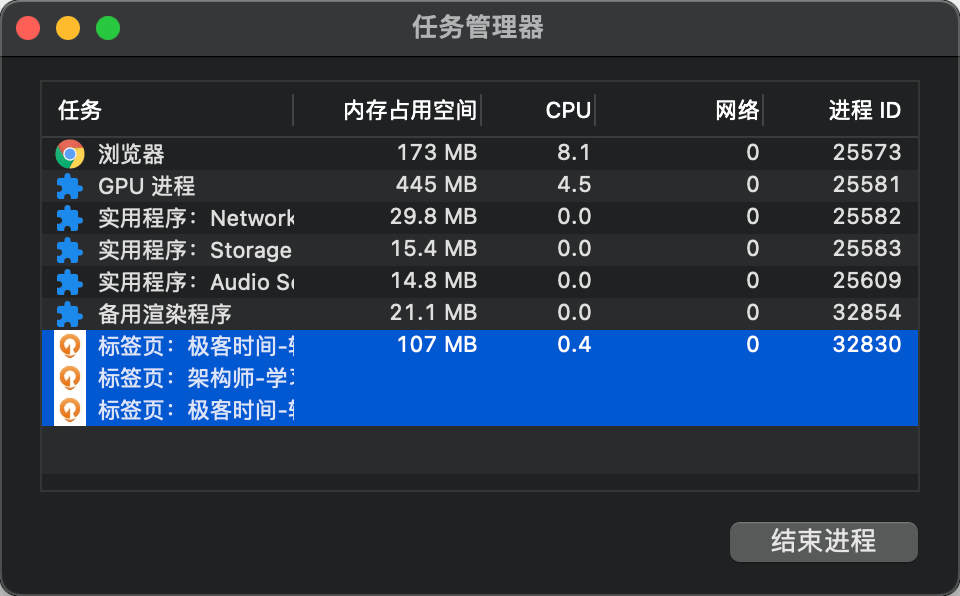 任务管理器
任务 内存占用空间 CPU 网络 进程 ID
浏览器 173 MB 8.1 0 25573
GPU 进程 445 MB 4.5 0 25581
实用程序：Network 29.8 MB 0.0 0 25582
实用程序：Storage 15.4 MB 0.0 0 25583
实用程序：Audio Se 14.8 MB 0.0 0 25609
备用渲染程序 21.1 MB 0.0 0 32854
标签页：极客时间- 107 MB 0.4 0 32830
标签页：架构师-学
标签页：极客时间-
结束进程